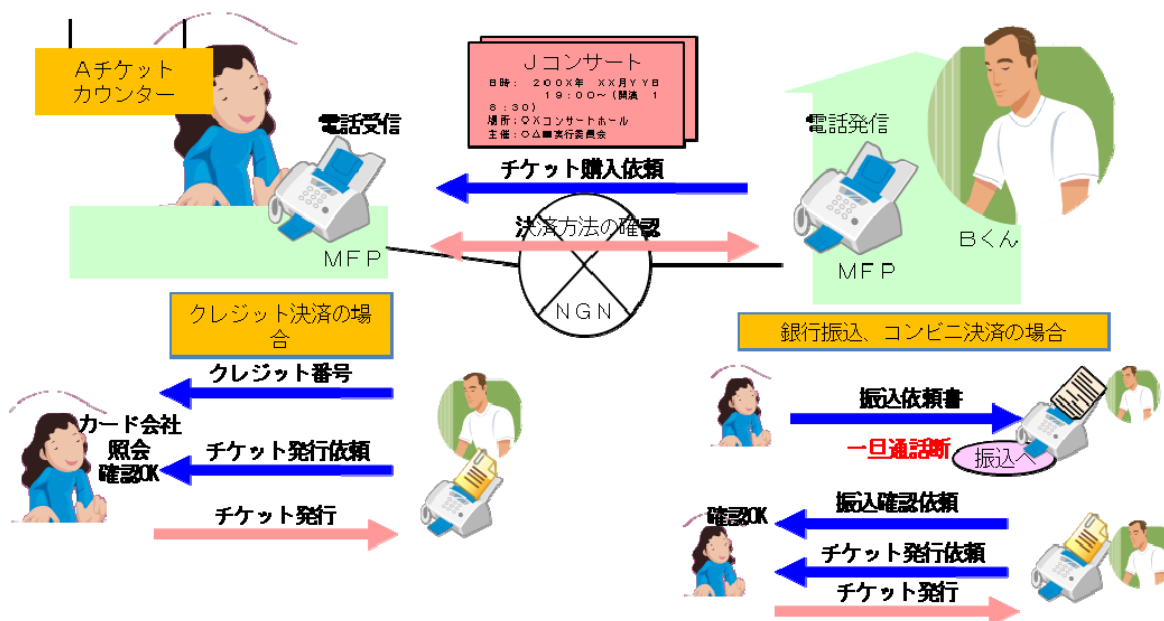 Aチケット
カウンター
電話受信
MFP
Jコンサート
日時： 200X年 XX月YY日
19：00～（開演 1
8：30）
場所：○Xコンサートホール
主催：○△■実行委員会
チケット購入依頼
決済方法の確認
NGN
電話発信
MFP
Bくん
クレジット決済の場
合
クレジット番号
カード会社
照会
確認OK
チケット発行依頼
チケット発行
銀行振込、コンビニ決済の場合
振込依頼書
一旦通話断
振込へ
確認OK
振込確認依頼
チケット発行依頼
チケット発行